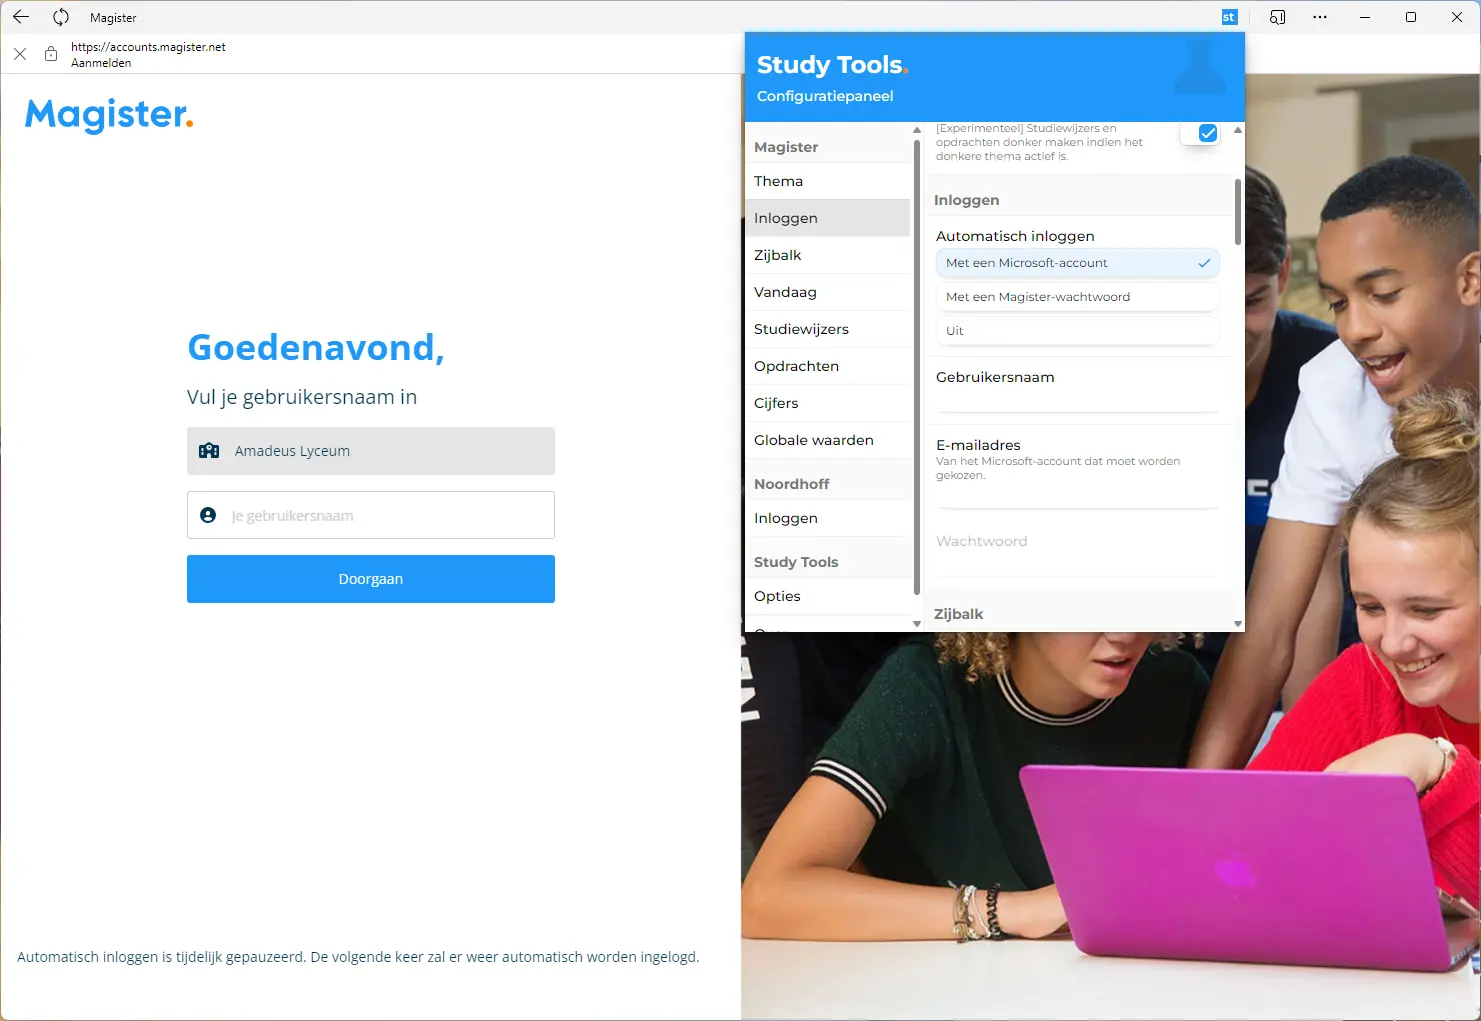 Magister
st
https://accounts.magister.net
Aanmelden
Magister.
Goedenavond,
Vul je gebruikersnaam in
Amadeus Lyceum
Je gebruikersnaam
Doorgaan
Automatisch inloggen is tijdelijk gepauzeerd. De volgende keer zal er weer automatisch worden ingelogd.
Study Tools.
Configuratiepaneel
Magister
Thema
Inloggen
Zijbalk
Vandaag
Studiewijzers
Opdrachten
Cijfers
Globale waarden
Noordhoff
Inloggen
Study Tools
Opties
[Experimenteel] Studiewijzers en
opdrachten donker maken indien het
donkere thema actief is.
Inloggen
Automatisch inloggen
Met een Microsoft-account
Met een Magister-wachtwoord
Uit
Gebruikersnaam
E-mailadres
Van het Microsoft-account dat moet worden
gekozen.
Wachtwoord
Zijbalk